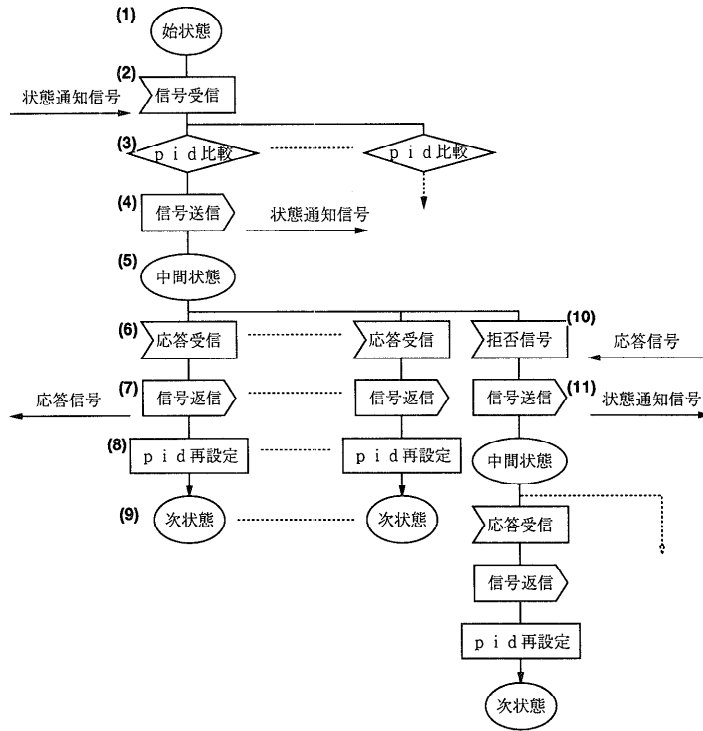 (1)
始状態
(2)
信号受信
状態通知信号
(3)
pid比較
pid比較
(4)
信号送信
状態通知信号
(5)
中間状態
(6)
応答受信
応答受信
拒否信号
(10)
応答信号
(7)
信号返信
信号返信
信号送信
(11)
応答信号
状態通知信号
(8)
pid再設定
pid再設定
中間状態
(9)
次状態
次状態
応答受信
信号返信
pid再設定
次状態